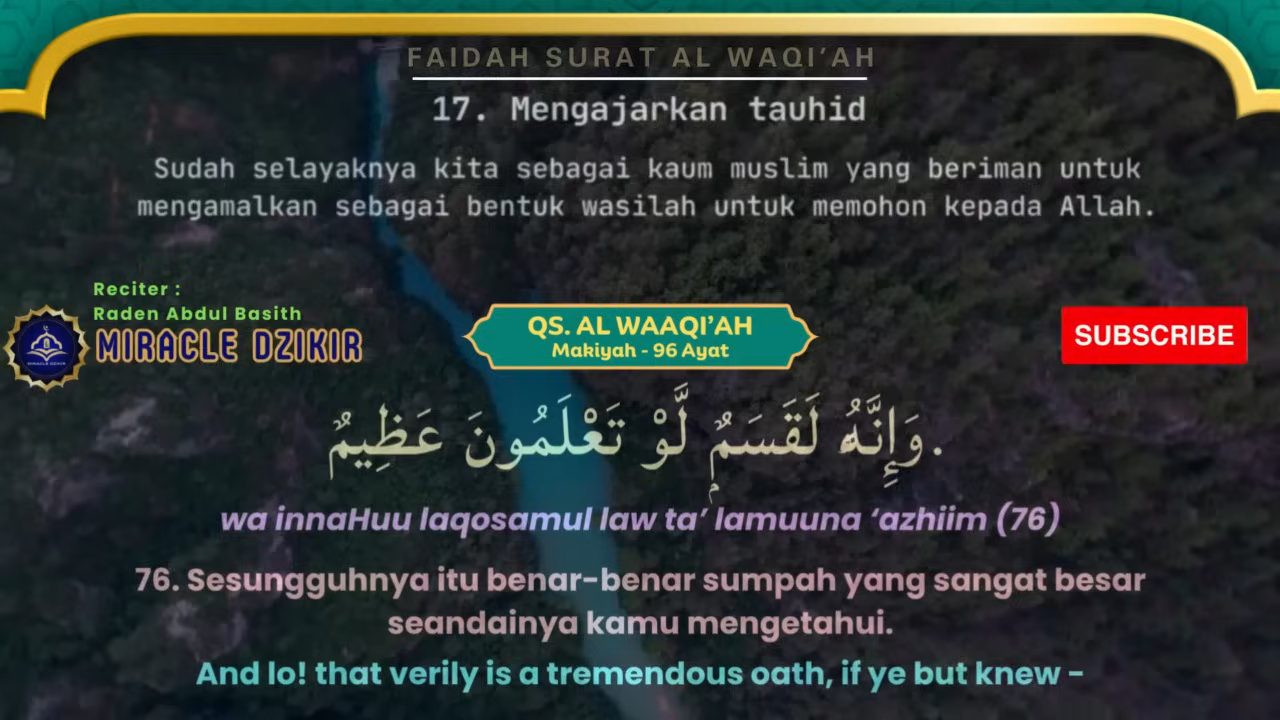 FAIDAH SURAT AL WAQI'AH
17. Mengajarkan tauhid
Sudah selayaknya kita sebagai kaum muslim yang beriman untuk
mengamalkan sebagai bentuk wasilah untuk memohon kepada Allah.
Reciter :
Raden Abdul Basith
MIRACLE DZIKIR
MIRACLE DZIKIR
QS. AL WAAQI'AH
Makiyah - 96 Ayat
SUBSCRIBE
وَإِنَّهُۥ لَقَسَمٌ لَّوْ تَعْلَمُونَ عَظِيمٌ.
wa innaHuu laqosamul law ta' lamuuna 'azhiim (76)
76. Sesungguhnya itu benar-benar sumpah yang sangat besar
seandainya kamu mengetahui.
And lo! that verily is a tremendous oath, if ye but knew -